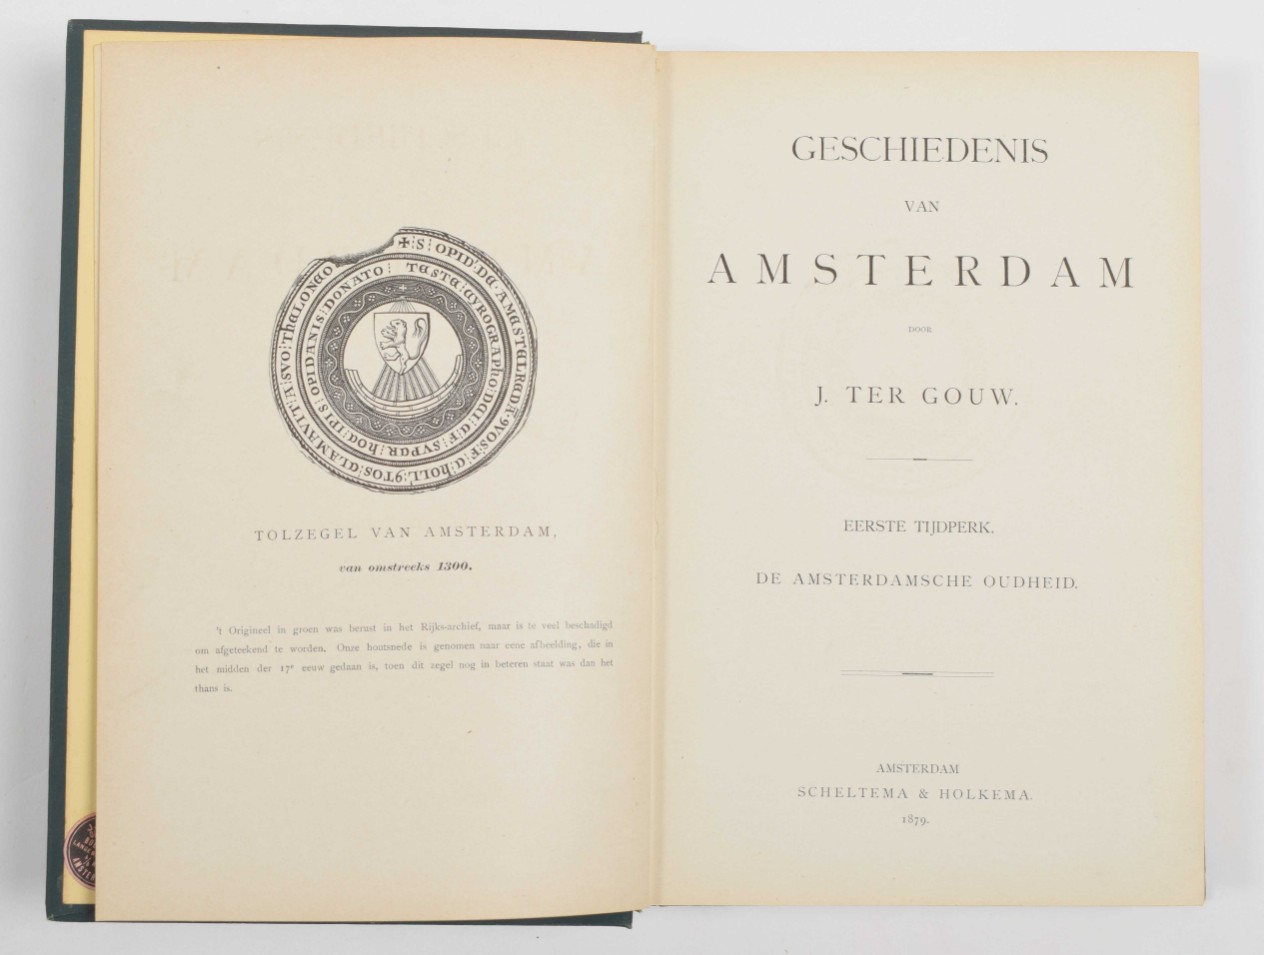 TOLZEGEL VAN AMSTERDAM,
van omstreeks 1300.
't Origineel in groen was berust in het Rijks-archief, maar is te veel beschadigd
om afgeteekend te worden. Onze houtsnede is genomen naar eene afbeelding, die in
het midden der 17e eeuw gedaan is, toen dit zegel nog in beteren staat was dan het
thans is.
GESCHIEDENIS
VAN
AMSTERDAM
DOOR
J. TER GOUW.
EERSTE TIJDPERK.
DE AMSTERDAMSCHE OUDHEID.
AMSTERDAM
SCHELTEMA & HOLKEMA.
1879.